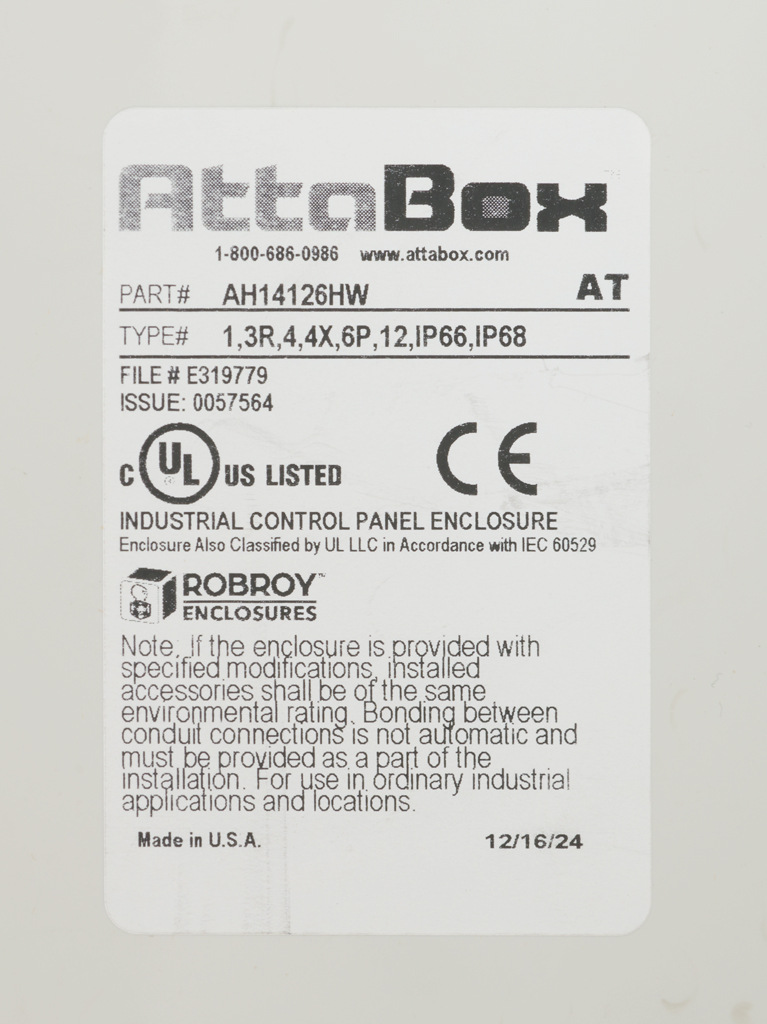 AttaBox
1-800-686-0986 www.attabox.com
PART# AH14126HW AT
TYPE# 1,3R,4,4X,6P,12,IP66,IP68
FILE # E319779
ISSUE: 0057564
C UL US LISTED CE
INDUSTRIAL CONTROL PANEL ENCLOSURE
Enclosure Also Classified by UL LLC in Accordance with IEC 60529
ROBROY™
ENCLOSURES
Note: If the enclosure is provided with
specified modifications, installed
accessories shall be of the same
environmental rating. Bonding between
conduit connections is not automatic and
must be provided as a part of the
installation. For use in ordinary industrial
applications and locations.
Made in U.S.A. 12/16/24